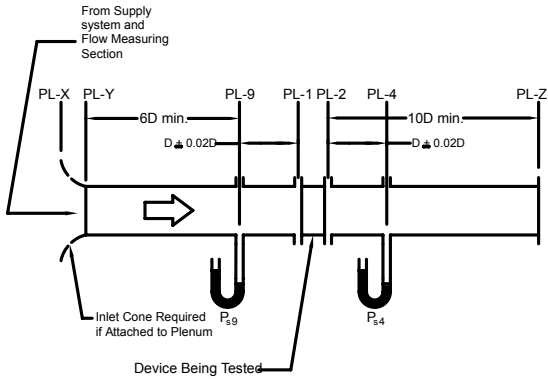 From Supply
system and
Flow Measuring
Section
PL-X PL-Y PL-9 PL-1 PL-2 PL-4 PL-Z
6D min. 10D min.
D ± 0.02D D ± 0.02D
Ps9 Ps4
Inlet Cone Required
if Attached to Plenum
Device Being Tested